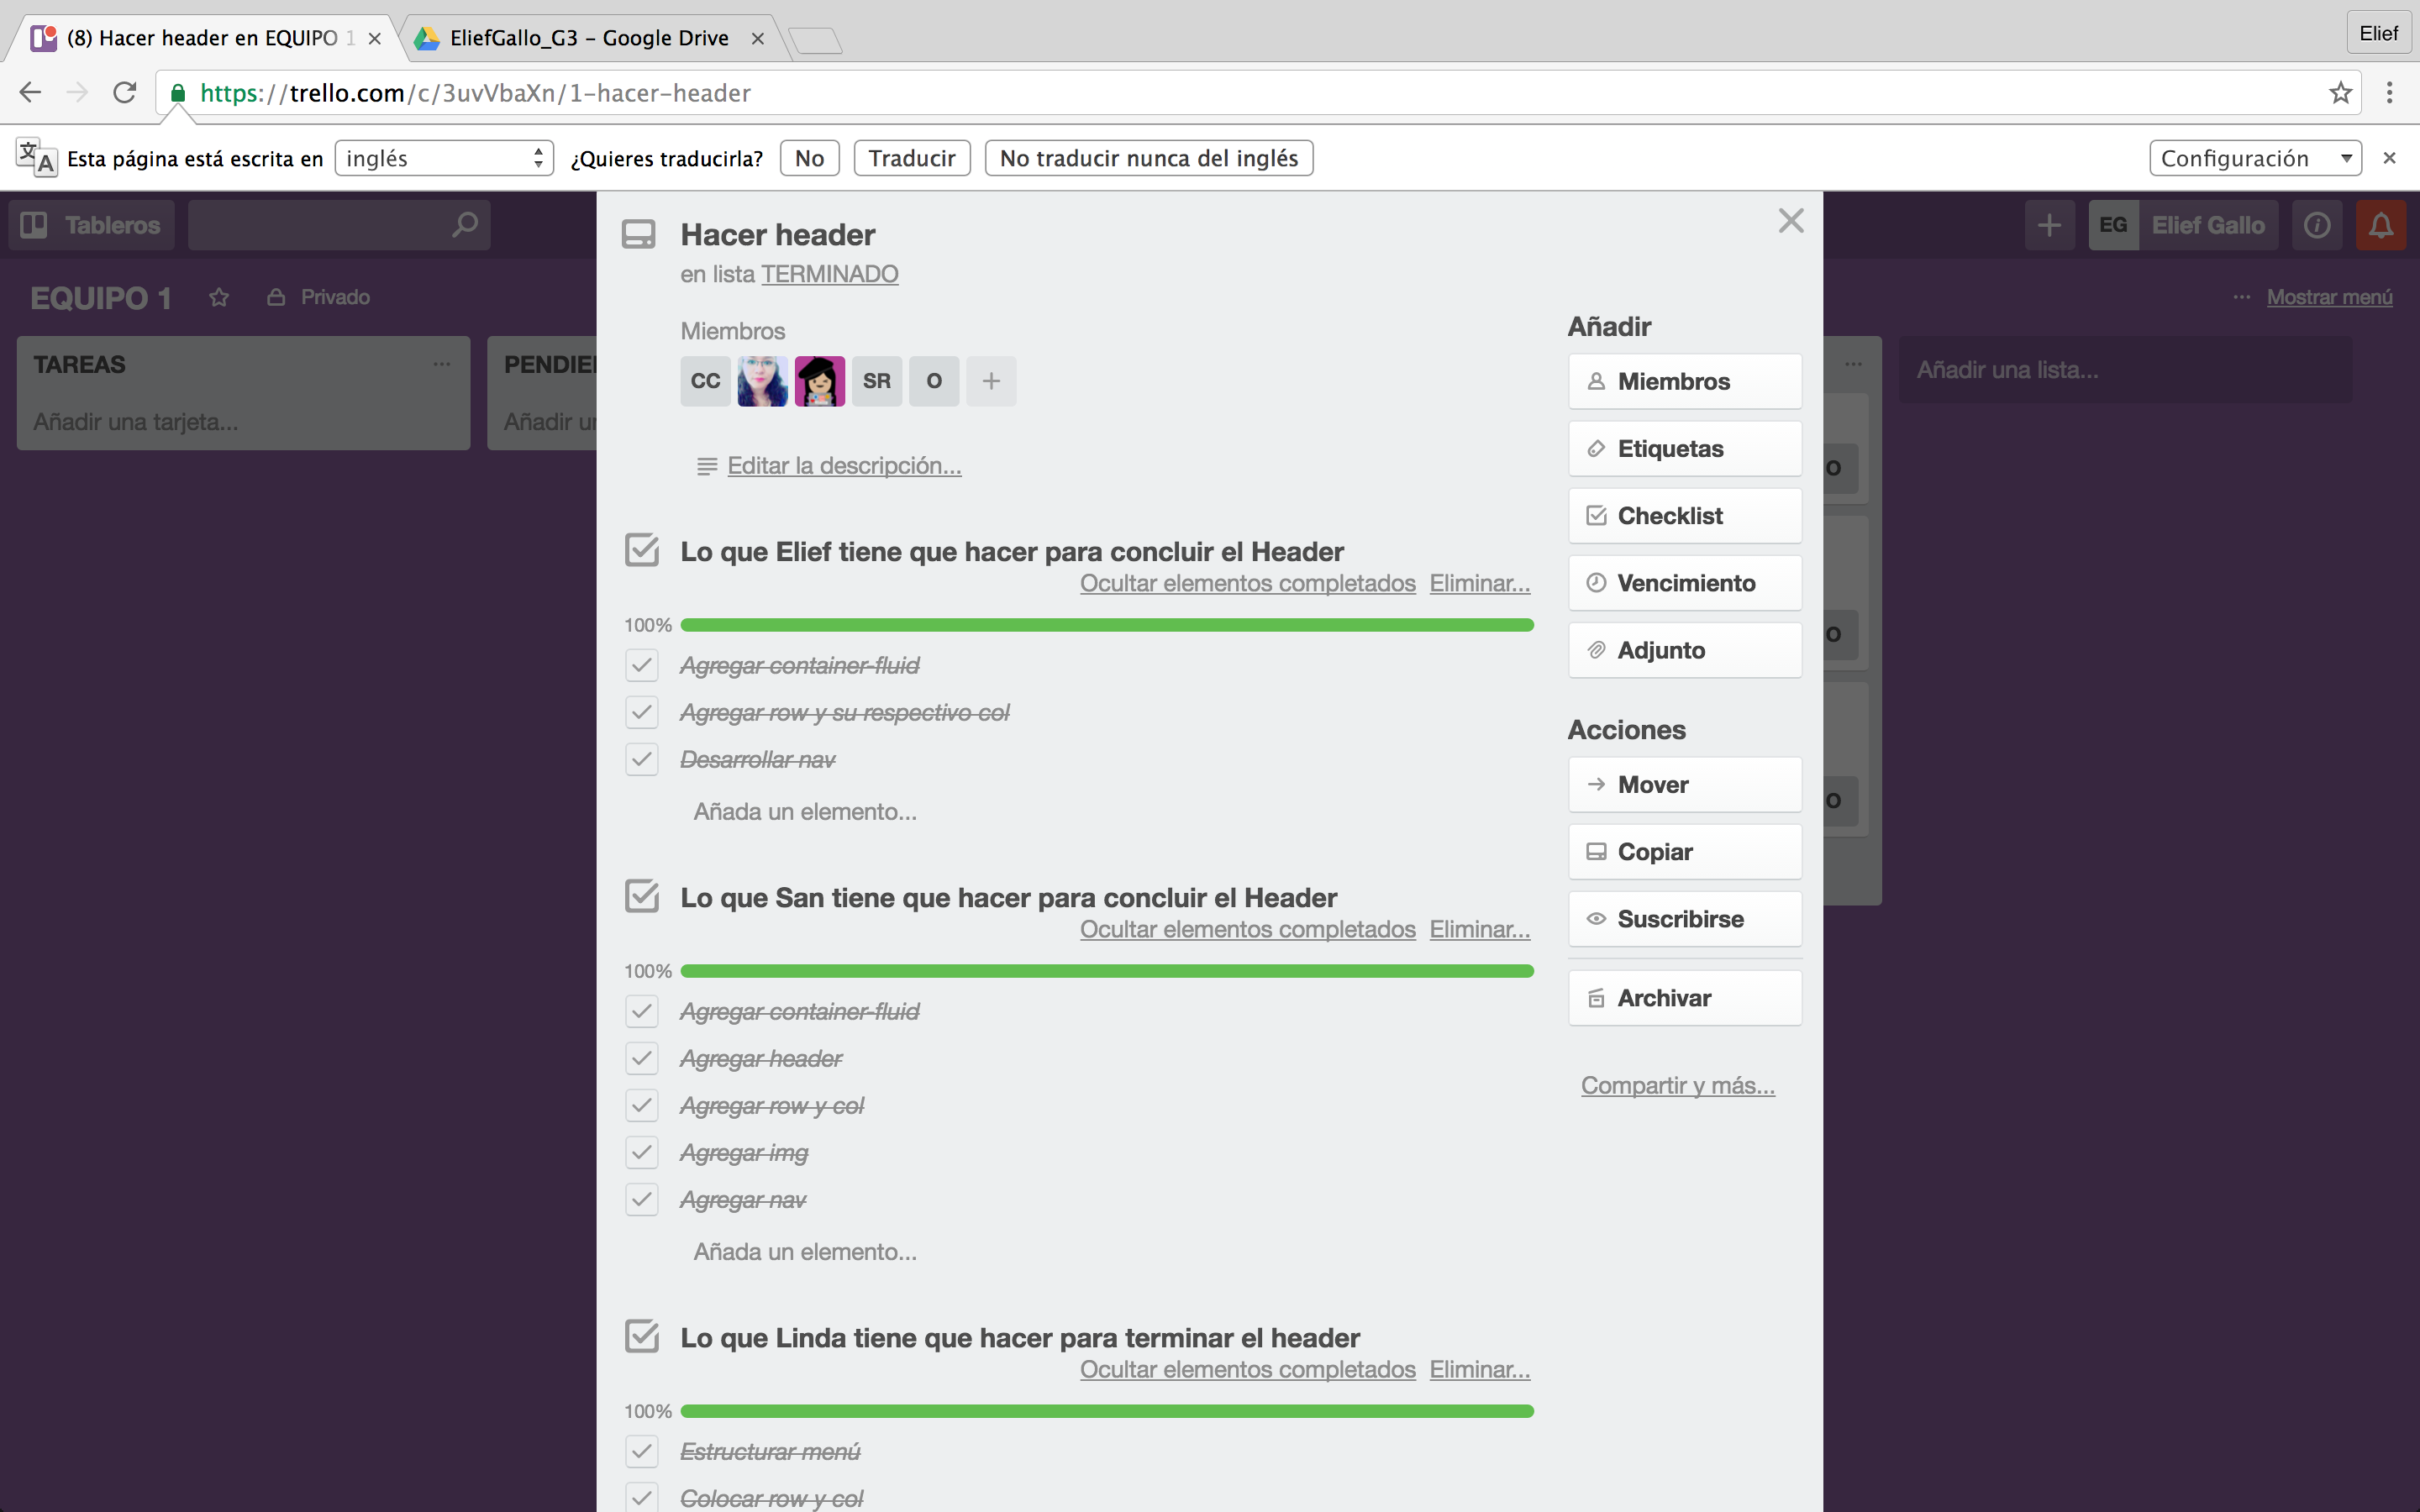 (8) Hacer header en EQUIPO 1
EliefGallo_G3 – Google Drive
Elief
https://trello.com/c/3uvVbaXn/1-hacer-header
Esta página está escrita en inglés ¿Quieres traducirla? No Traducir No traducir nunca del inglés Configuración
Tableros
EG Elief Gallo
EQUIPO 1 Privado
... Mostrar menú
TAREAS ...
Añadir una tarjeta...
PENDIE
Añadir u
Añadir una lista...
O
O
O
Hacer header
en lista TERMINADO
Miembros
CC SR O +
Editar la descripción...
Lo que Elief tiene que hacer para concluir el Header
Ocultar elementos completados Eliminar...
100%
Agregar container-fluid
Agregar row y su respectivo col
Desarrollar nav
Añada un elemento...
Lo que San tiene que hacer para concluir el Header
Ocultar elementos completados Eliminar...
100%
Agregar container-fluid
Agregar header
Agregar row y col
Agregar img
Agregar nav
Añada un elemento...
Lo que Linda tiene que hacer para terminar el header
Ocultar elementos completados Eliminar...
100%
Estructurar menú
Colocar row y col
Añadir
Miembros
Etiquetas
Checklist
Vencimiento
Adjunto
Acciones
Mover
Copiar
Suscribirse
Archivar
Compartir y más...